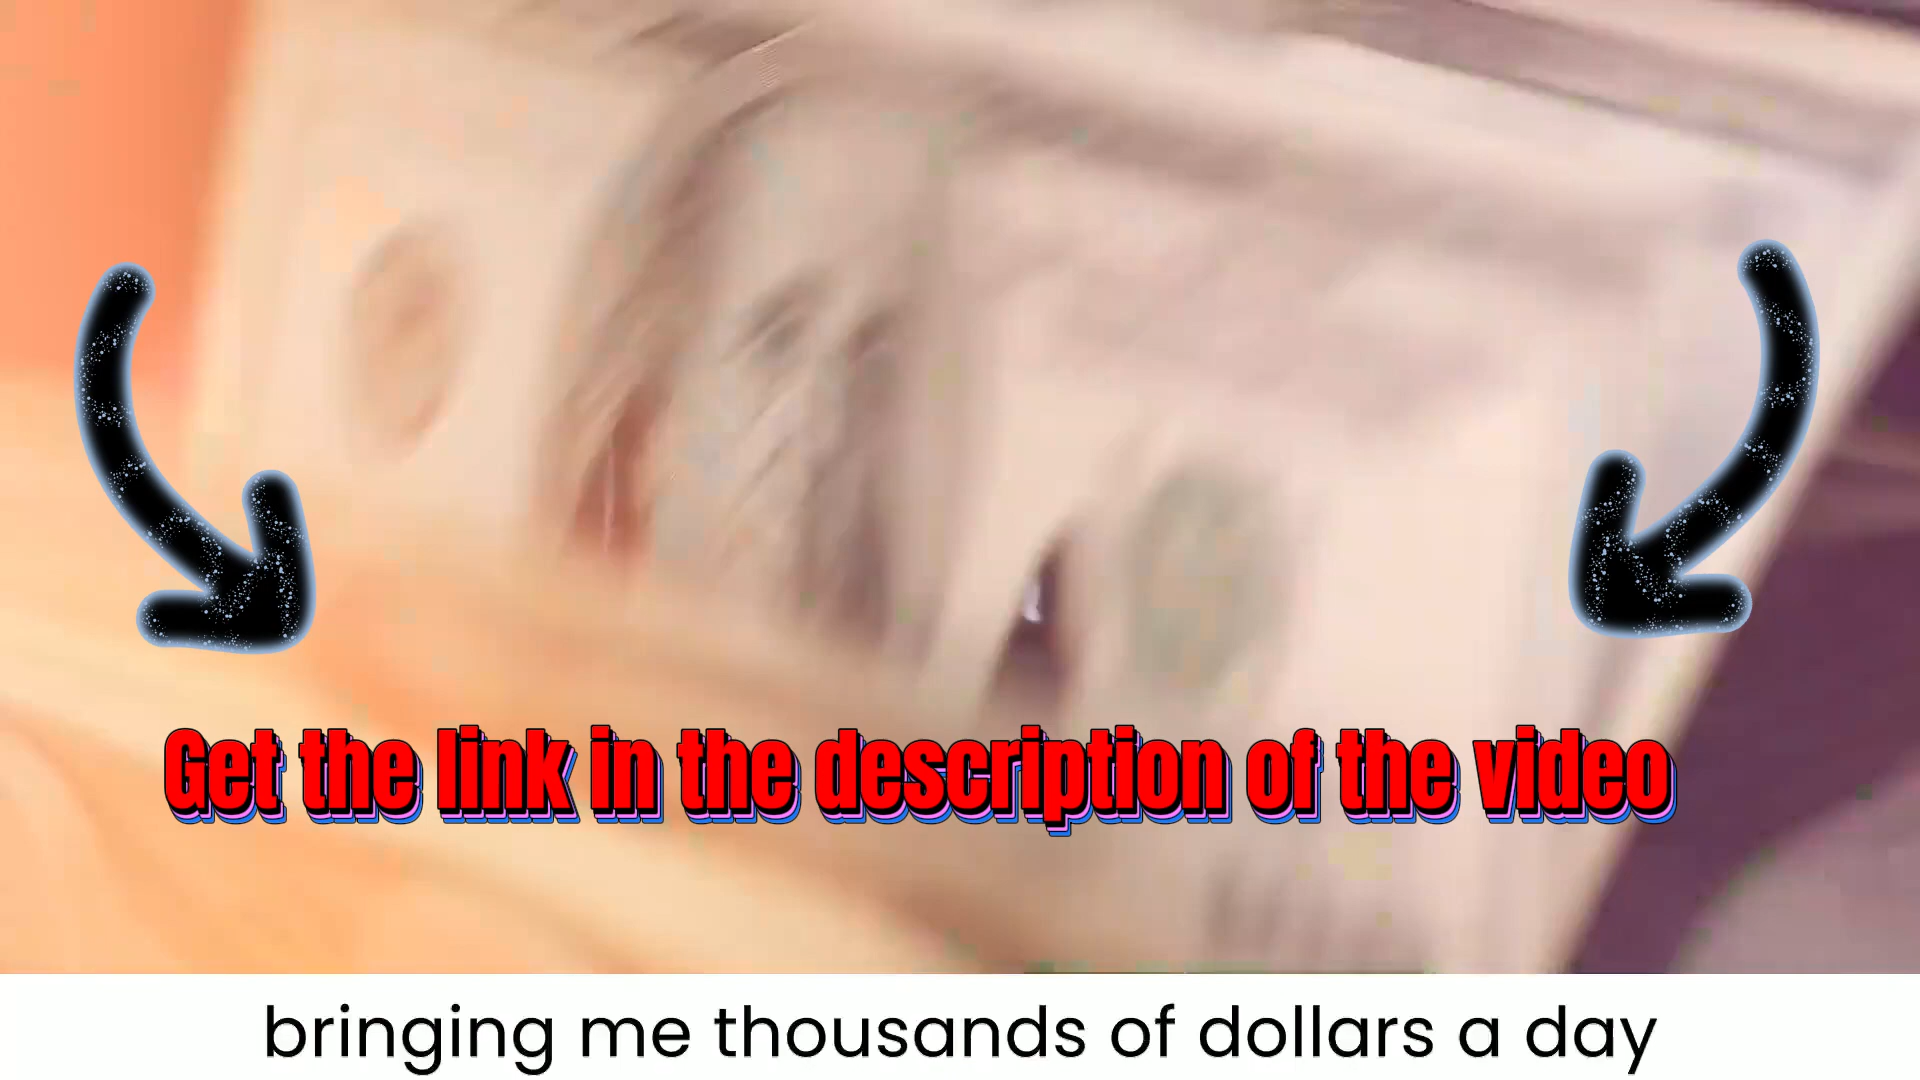 Get the link in the description of the video
bringing me thousands of dollars a day